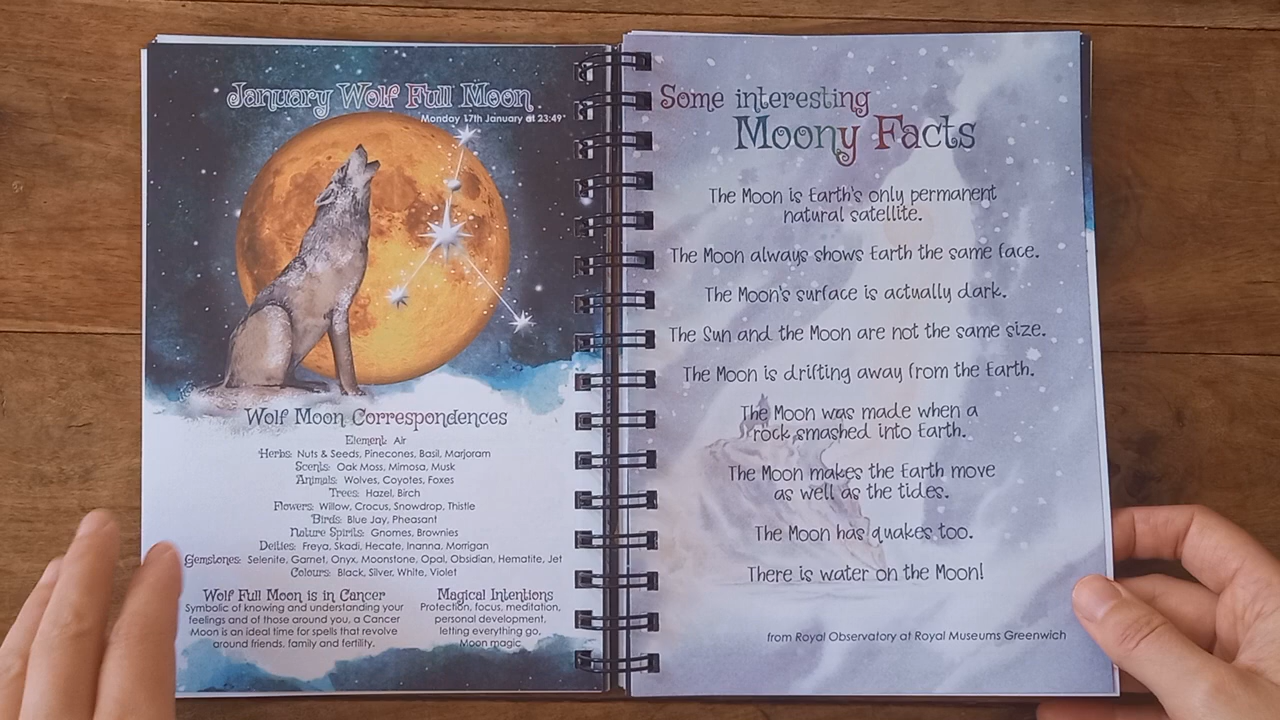 January Wolf Full Moon
Monday 17th January at 23:49*
Wolf Moon Correspondences
Element: Air
Herbs: Nuts & Seeds, Pinecones, Basil, Marjoram
Scents: Oak Moss, Mimosa, Musk
Animals: Wolves, Coyotes, Foxes
Trees: Hazel, Birch
Flowers: Willow, Crocus, Snowdrop, Thistle
Birds: Blue Jay, Pheasant
Nature Spirits: Gnomes, Brownies
Deities: Freya, Skadi, Hecate, Inanna, Morrigan
Gemstones: Selenite, Garnet, Onyx, Moonstone, Opal, Obsidian, Hematite, Jet
Colours: Black, Silver, White, Violet
Wolf Full Moon is in Cancer
Symbolic of knowing and understanding your
feelings and of those around you, a Cancer
Moon is an ideal time for spells that revolve
around friends, family and fertility.
Magical Intentions
Protection, focus, meditation,
personal development,
letting everything go,
Moon magic
Some interesting
Moony Facts
The Moon is Earth's only permanent
natural satellite.
The Moon always shows Earth the same face.
The Moon's surface is actually dark.
The Sun and the Moon are not the same size.
The Moon is drifting away from the Earth.
The Moon was made when a
rock smashed into Earth.
The Moon makes the Earth move
as well as the tides.
The Moon has quakes too.
There is water on the Moon!
from Royal Observatory at Royal Museums Greenwich